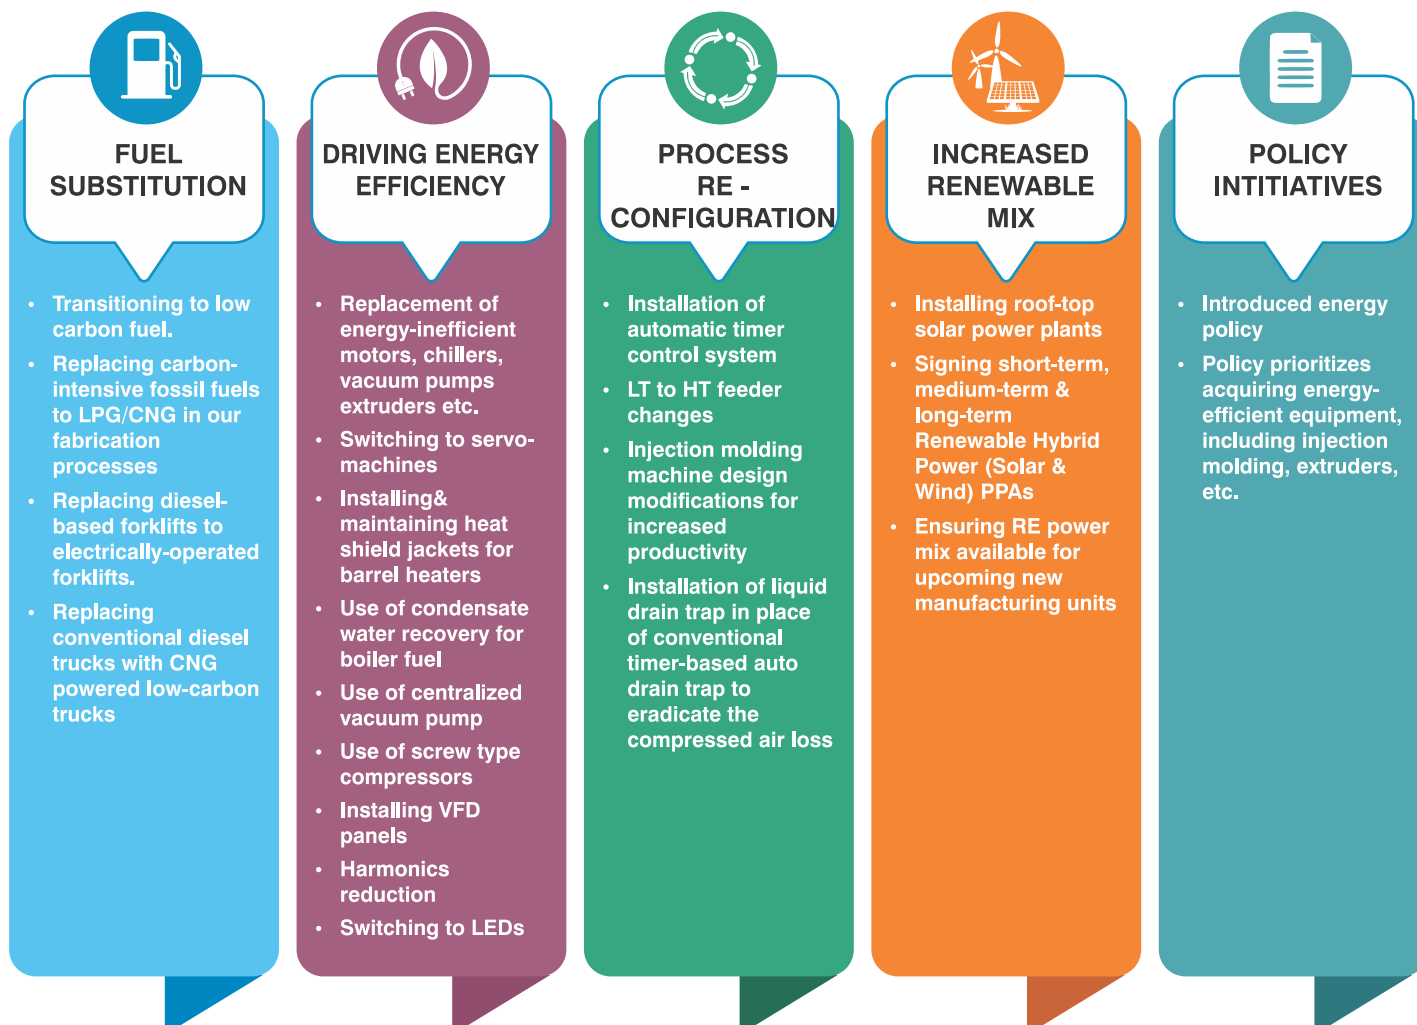 FUEL
SUBSTITUTION
• Transitioning to low
carbon fuel.
• Replacing carbon-
intensive fossil fuels
to LPG/CNG in our
fabrication
processes
• Replacing diesel-
based forklifts to
electrically-operated
forklifts.
• Replacing
conventional diesel
trucks with CNG
powered low-carbon
trucks
DRIVING ENERGY
EFFICIENCY
• Replacement of
energy-inefficient
motors, chillers,
vacuum pumps
extruders etc.
• Switching to servo-
machines
• Installing&
maintaining heat
shield jackets for
barrel heaters
• Use of condensate
water recovery for
boiler fuel
• Use of centralized
vacuum pump
• Use of screw type
compressors
• Installing VFD
panels
• Harmonics
reduction
• Switching to LEDs
PROCESS
RE -
CONFIGURATION
• Installation of
automatic timer
control system
• LT to HT feeder
changes
• Injection molding
machine design
modifications for
increased
productivity
• Installation of liquid
drain trap in place
of conventional
timer-based auto
drain trap to
eradicate the
compressed air loss
INCREASED
RENEWABLE
MIX
• Installing roof-top
solar power plants
• Signing short-term,
medium-term &
long-term
Renewable Hybrid
Power (Solar &
Wind) PPAs
• Ensuring RE power
mix available for
upcoming new
manufacturing units
POLICY
INTITIATIVES
• Introduced energy
policy
• Policy prioritizes
acquiring energy-
efficient equipment,
including injection
molding, extruders,
etc.